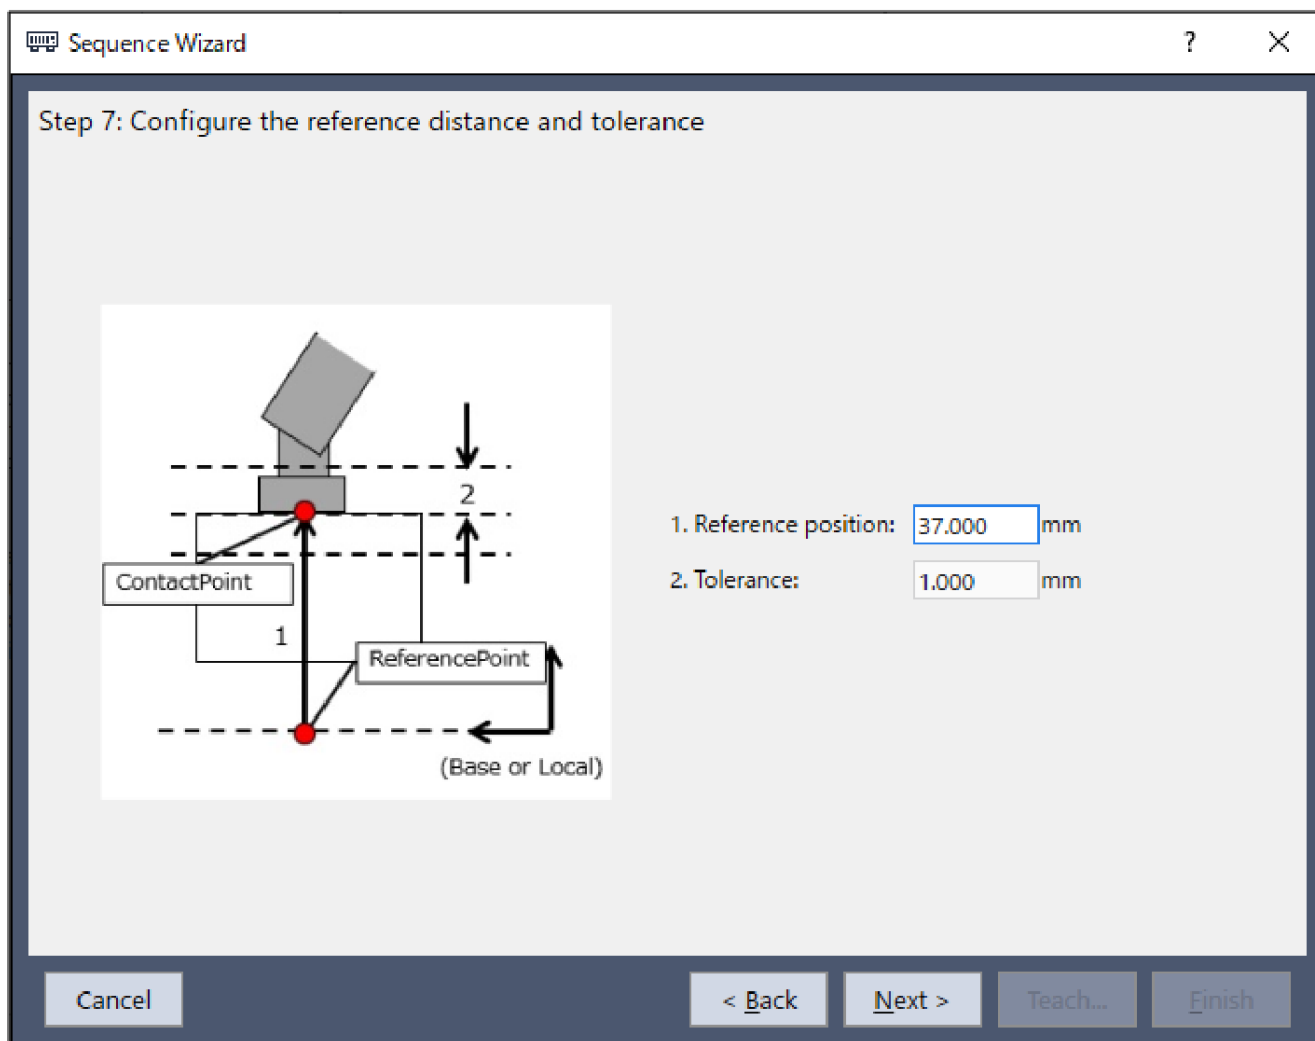 Sequence Wizard
?
Step 7: Configure the reference distance and tolerance
2
ContactPoint
1
ReferencePoint
(Base or Local)
1. Reference position: 37.000 mm
2. Tolerance: 1.000 mm
Cancel
< Back
Next >
Teach...
Finish